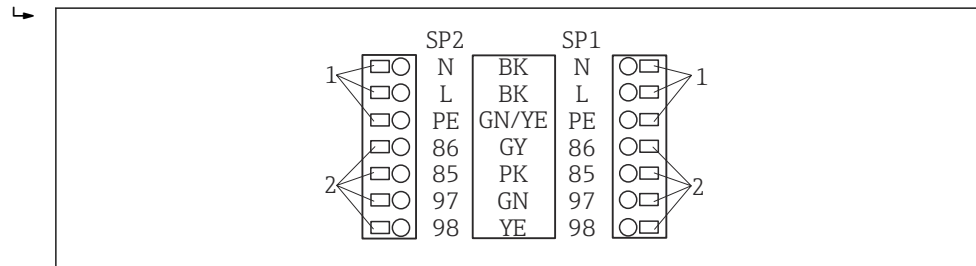 SP2 SP1
N BK N
1 1
L BK L
PE GN/YE PE
86 GY 86
2 85 PK 85 2
97 GN 97
98 YE 98